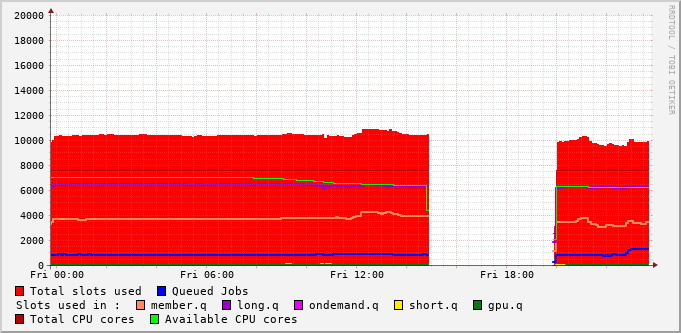 20000
18000
16000
14000
12000
10000
8000
6000
4000
2000
0
Fri 00:00 Fri 06:00 Fri 12:00 Fri 18:00
Total slots used Queued Jobs
Slots used in : member.q long.q ondemand.q short.q gpu.q
Total CPU cores Available CPU cores
RRDTOOL / TOBI OETIKER